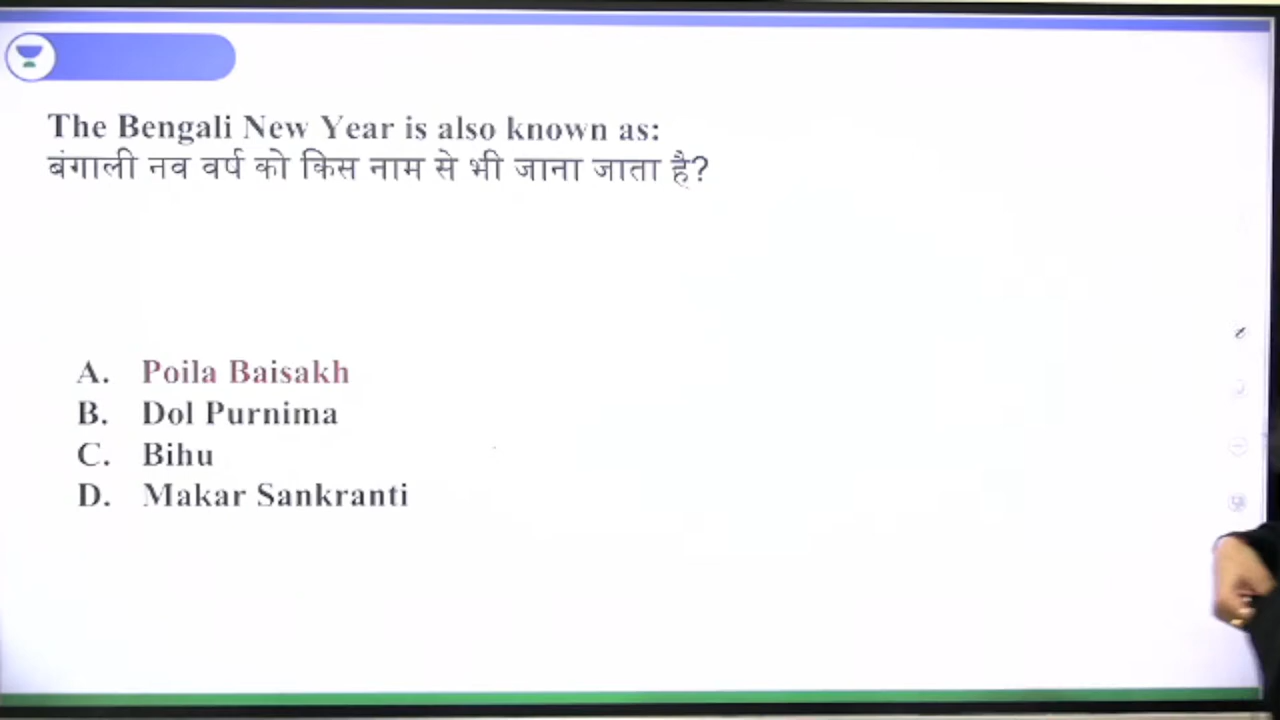 The Bengali New Year is also known as:
बंगाली नव वर्ष को किस नाम से भी जाना जाता है?
A. Poila Baisakh
B. Dol Purnima
C. Bihu
D. Makar Sankranti